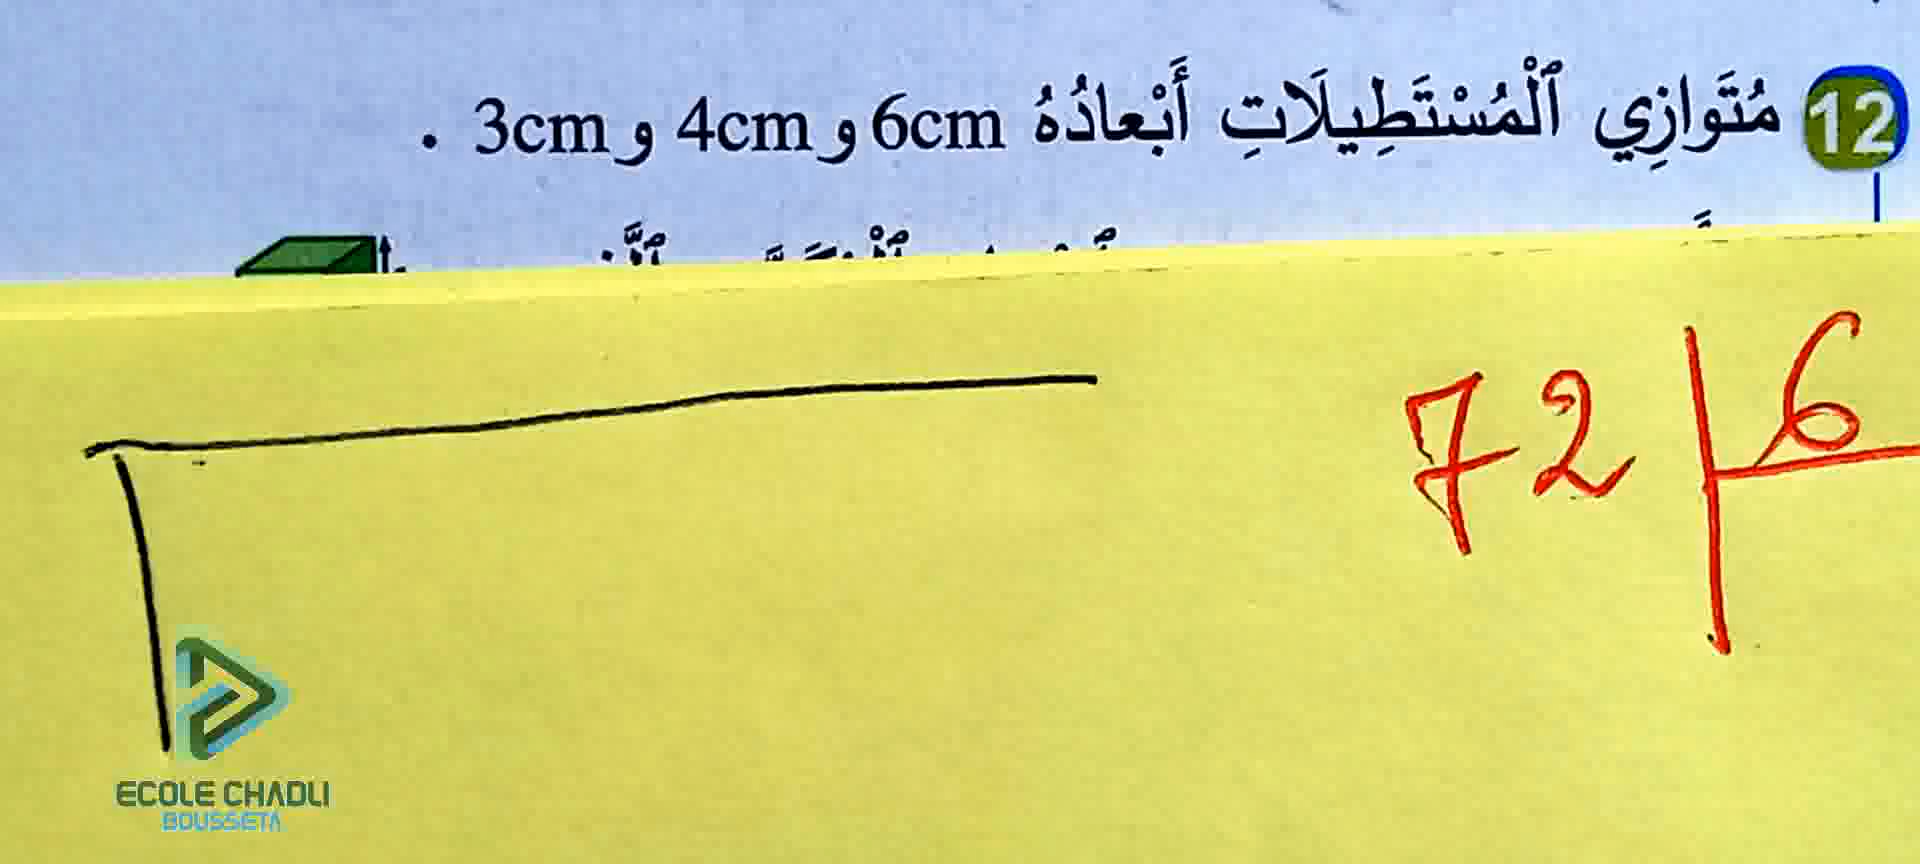 12 مُتَوازِي ٱلْمُسْتَطِيلَاتِ أَبْعادُهُ 6cm و 4cm و 3cm .
72 6
ECOLE CHADLI
BOUSSETA